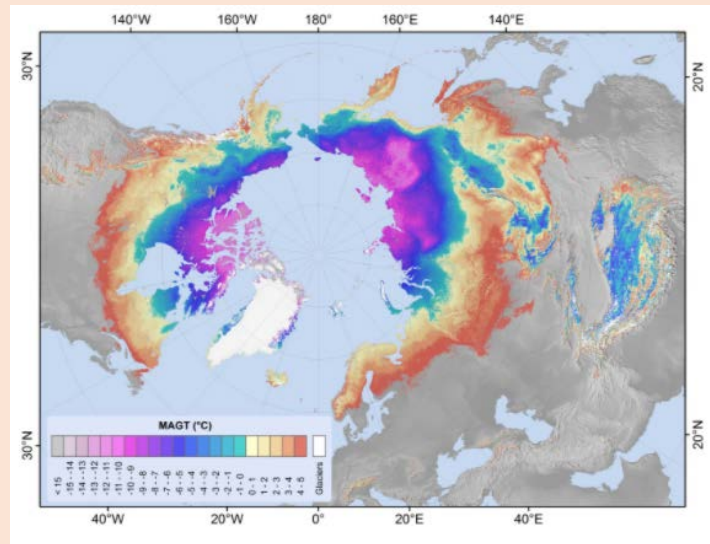 140°W 160°W 180° 160°E 140°E
30°N
20°N
MAGT (°C)
< 15
-15 - -14
-14 - -13
-13 - -12
-12 - -11
-11 - -10
-10 - -9
-9 - -8
-8 - -7
-7 - -6
-6 - -5
-5 - -4
-4 - -3
-3 - -2
-2 - -1
-1 - 0
0 - 1
1 - 2
2 - 3
3 - 4
4 - 5
Glaciers
30°N
20°N
40°W 20°W 0° 20°E 40°E